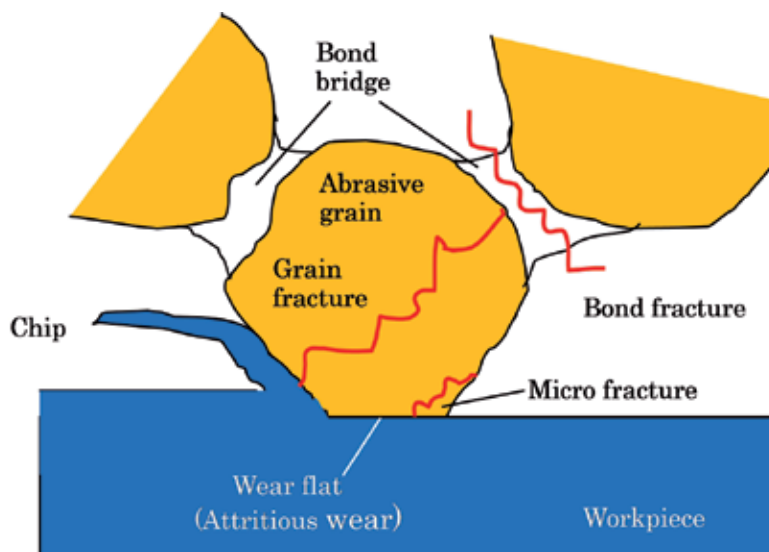 Bond
bridge
Abrasive
grain
Grain
fracture
Chip
Bond fracture
Micro fracture
Wear flat
(Attritious wear)
Workpiece